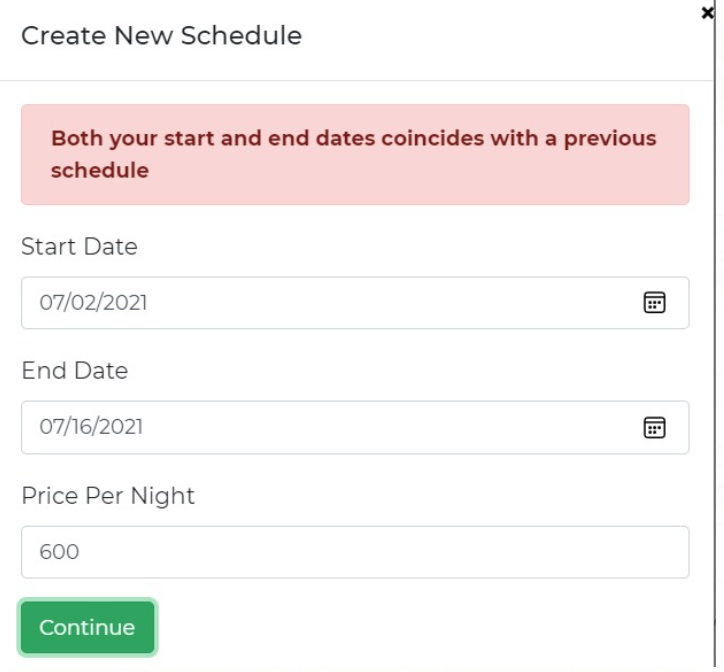 Create New Schedule
Both your start and end dates coincides with a previous
schedule
Start Date
07/02/2021
End Date
07/16/2021
Price Per Night
600
Continue